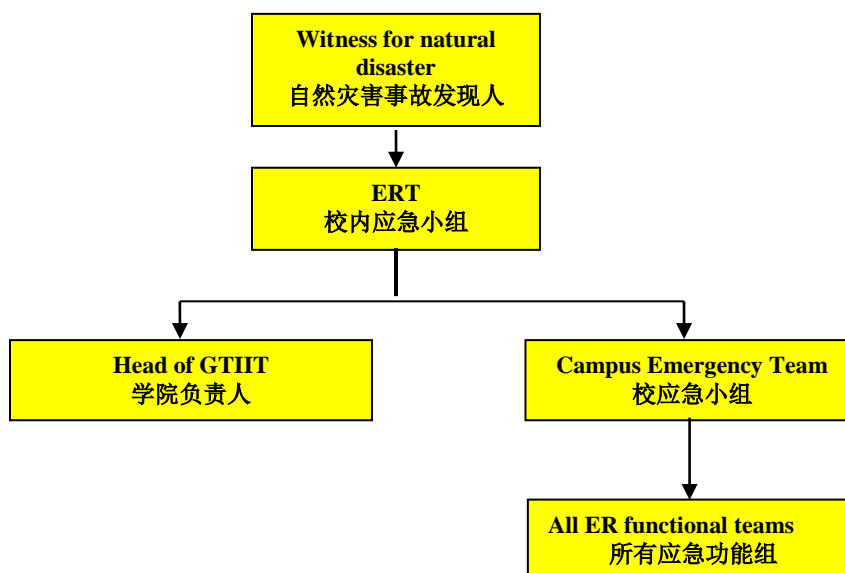 Witness for natural
disaster
自然灾害事故发现人
ERT
校内应急小组
Head of GTIIT
学院负责人
Campus Emergency Team
校应急小组
All ER functional teams
所有应急功能组